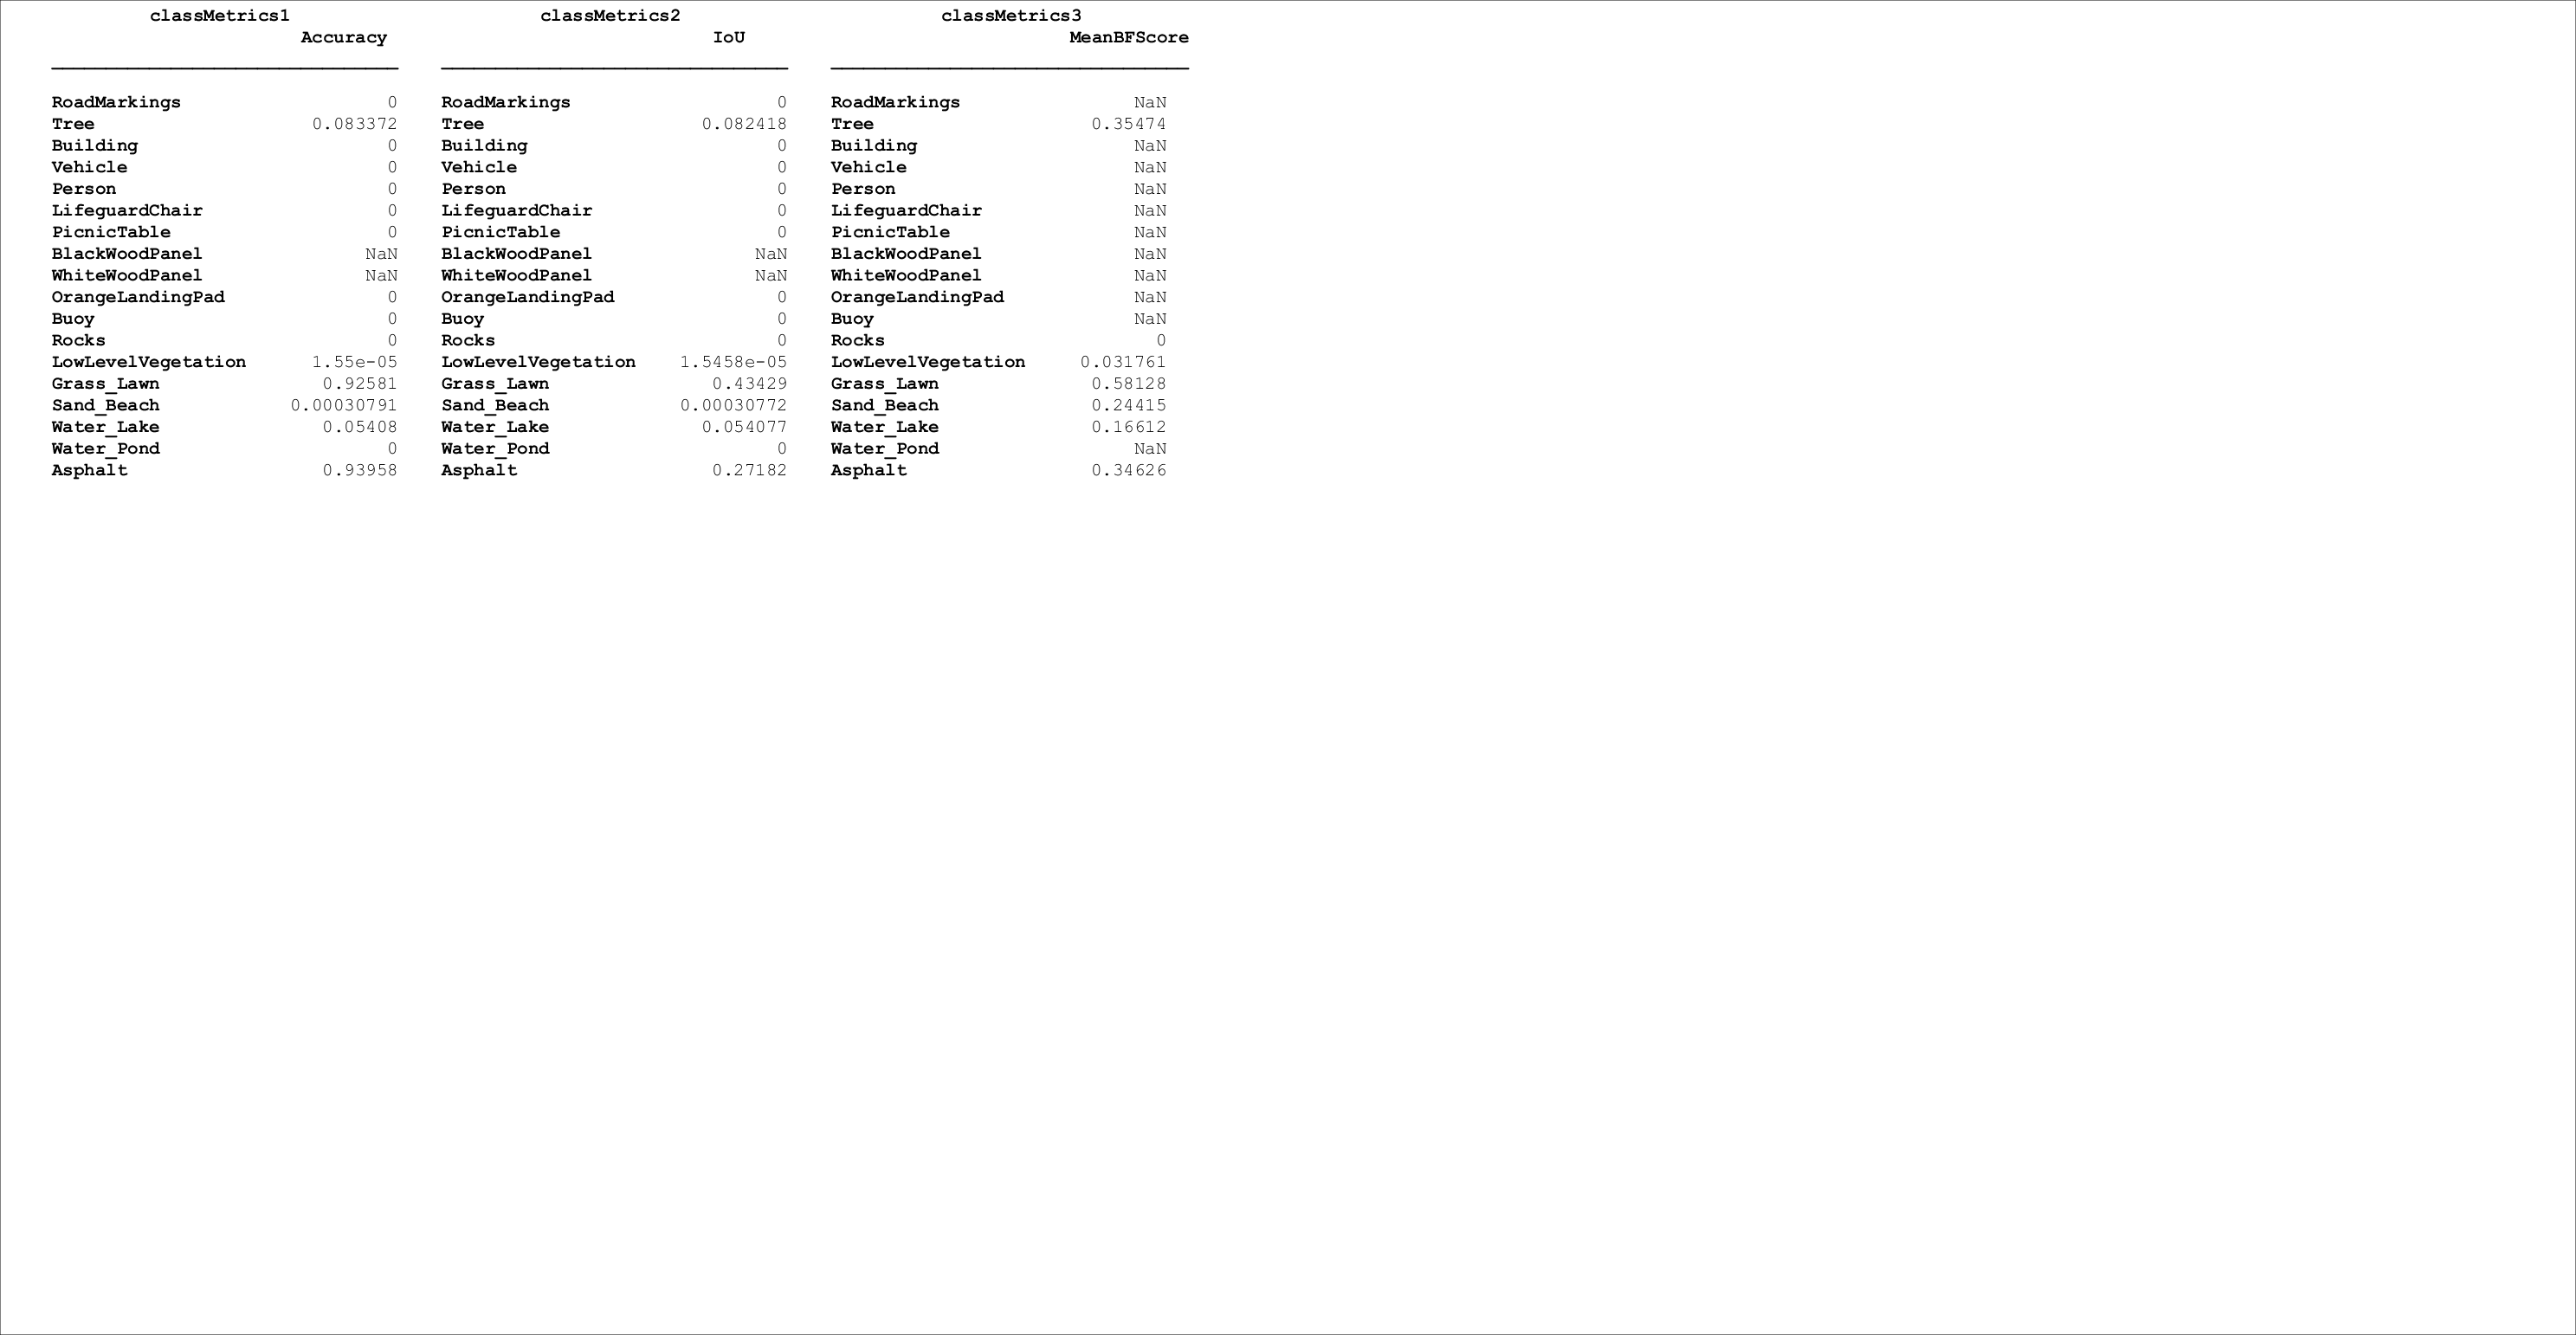 classMetrics1 classMetrics2 classMetrics3
Accuracy IoU MeanBFScore
RoadMarkings 0 RoadMarkings 0 RoadMarkings NaN
Tree 0.083372 Tree 0.082418 Tree 0.35474
Building 0 Building 0 Building NaN
Vehicle 0 Vehicle 0 Vehicle NaN
Person 0 Person 0 Person NaN
LifeguardChair 0 LifeguardChair 0 LifeguardChair NaN
PicnicTable 0 PicnicTable 0 PicnicTable NaN
BlackWoodPanel NaN BlackWoodPanel NaN BlackWoodPanel NaN
WhiteWoodPanel NaN WhiteWoodPanel NaN WhiteWoodPanel NaN
OrangeLandingPad 0 OrangeLandingPad 0 OrangeLandingPad NaN
Buoy 0 Buoy 0 Buoy NaN
Rocks 0 Rocks 0 Rocks 0
LowLevelVegetation 1.55e-05 LowLevelVegetation 1.5458e-05 LowLevelVegetation 0.031761
Grass_Lawn 0.92581 Grass_Lawn 0.43429 Grass_Lawn 0.58128
Sand_Beach 0.00030791 Sand_Beach 0.00030772 Sand_Beach 0.24415
Water_Lake 0.05408 Water_Lake 0.054077 Water_Lake 0.16612
Water_Pond 0 Water_Pond 0 Water_Pond NaN
Asphalt 0.93958 Asphalt 0.27182 Asphalt 0.34626